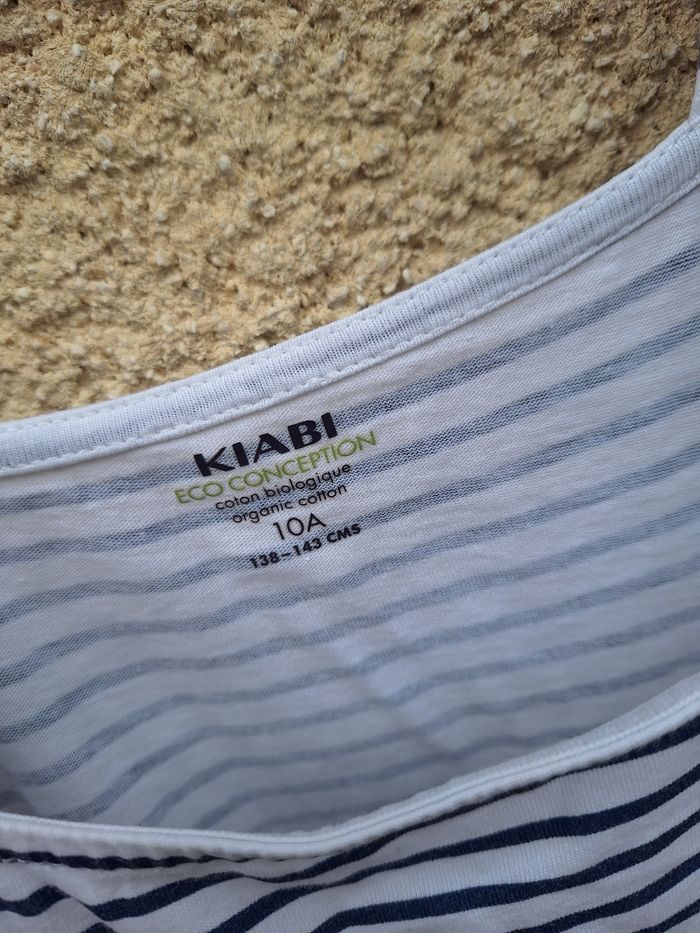 KIABI
ECO CONCEPTION
coton biologique
organic cotton
10A
138-143 CMS